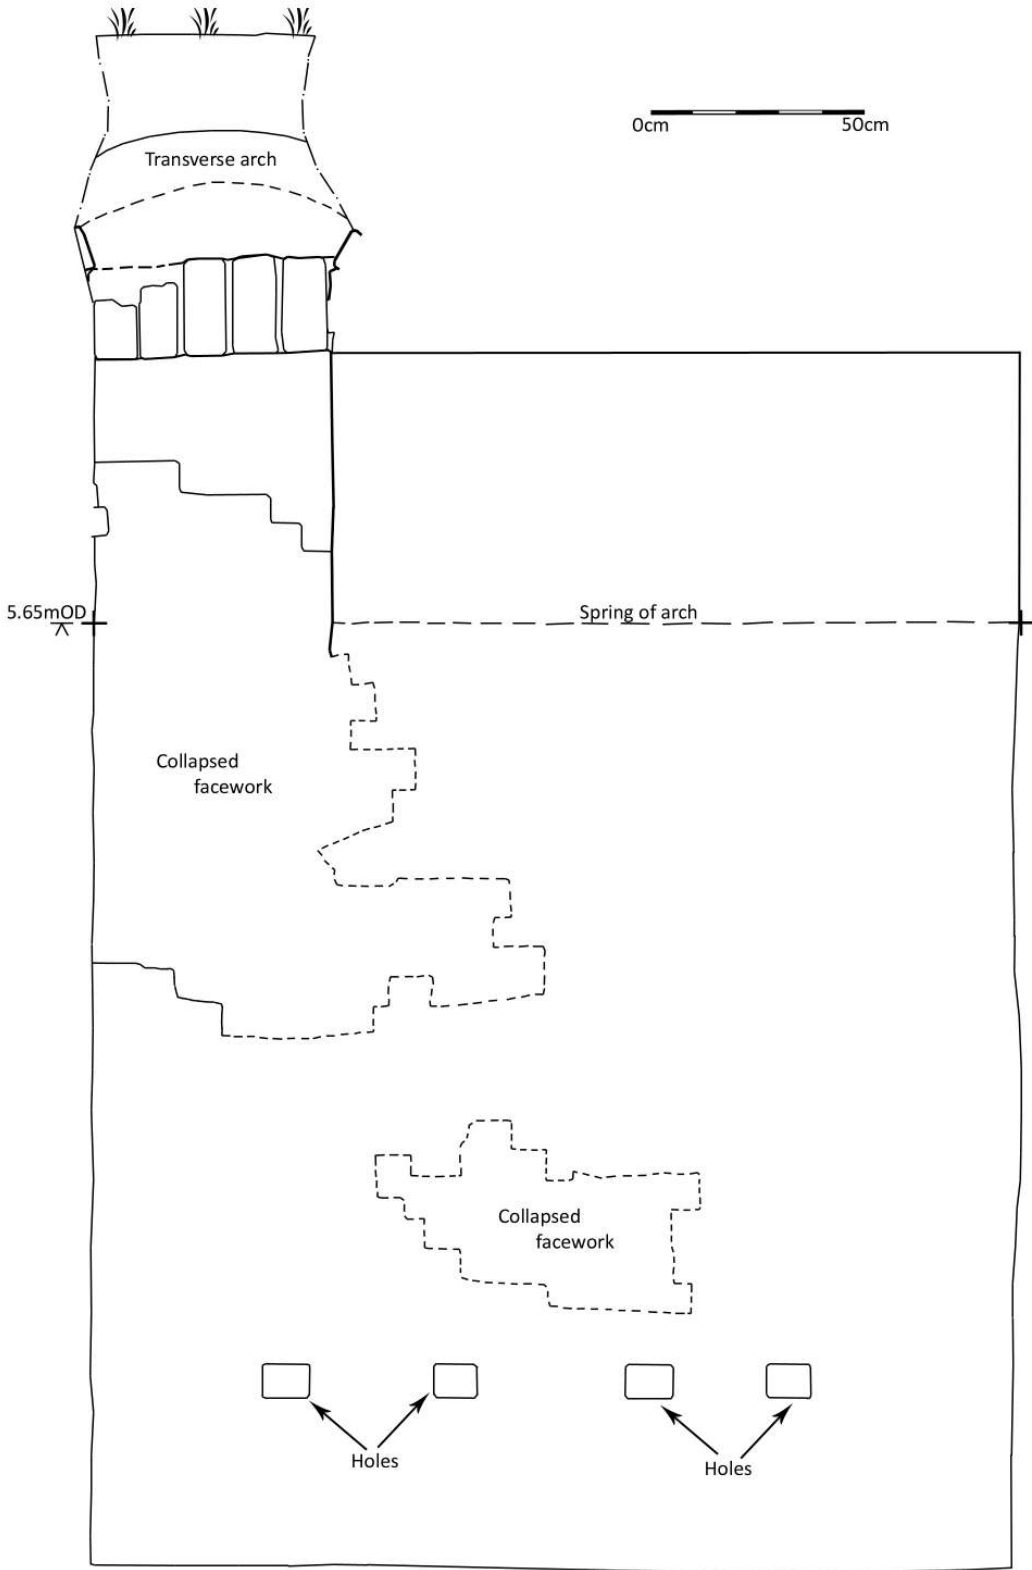 Transverse arch
0cm 50cm
5.65mOD
Spring of arch
Collapsed
facework
Collapsed
facework
Holes
Holes